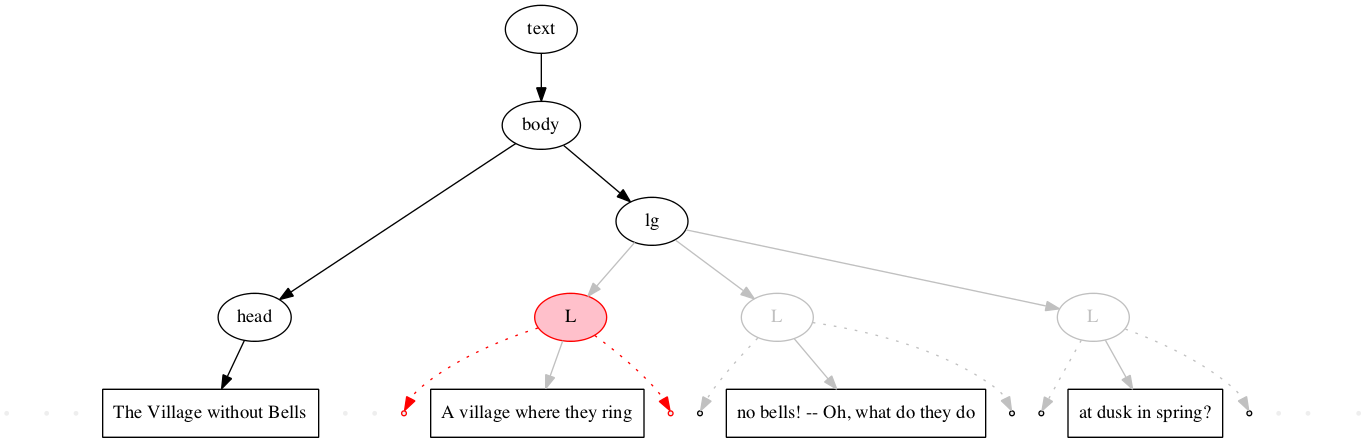 text
body
lg
head
L
L
L
The Village without Bells
A village where they ring
no bells! -- Oh, what do they do
at dusk in spring?